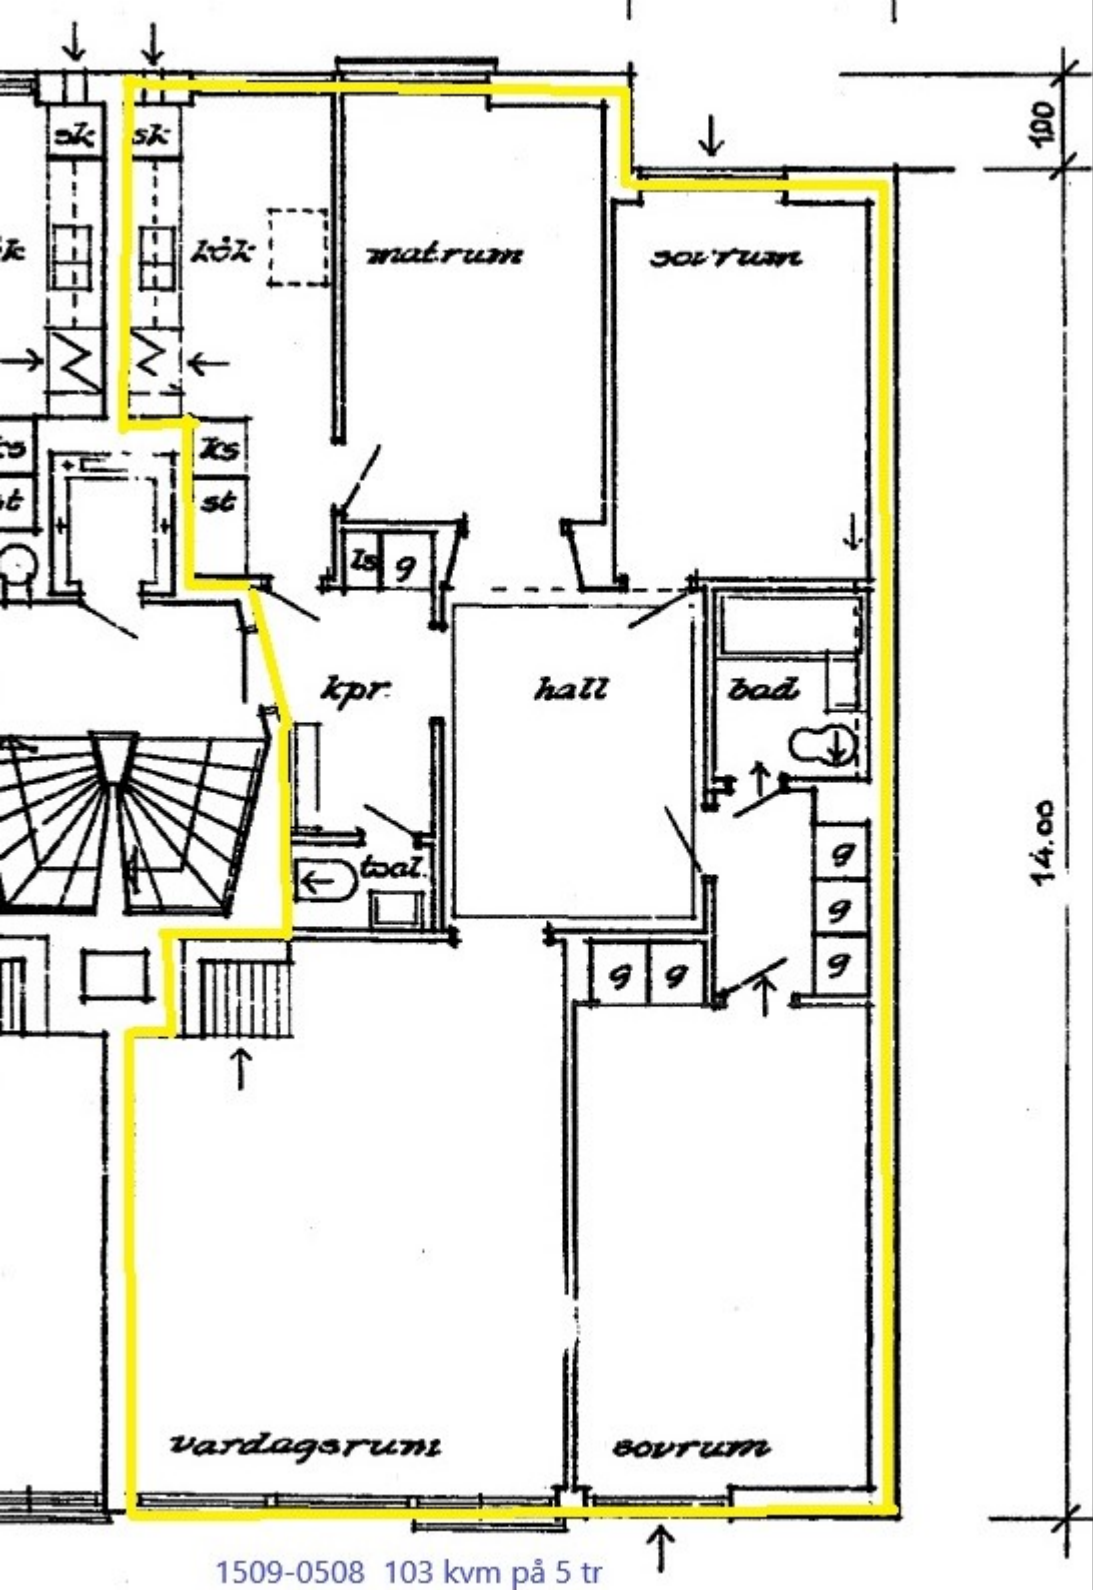 sk sk
100
k kök matrum sovrum
ks ks
st st
ls g
kpr. hall bad
14.00
g
toal.
g
g g g
vardagsrum sovrum
1509-0508 103 kvm på 5 tr